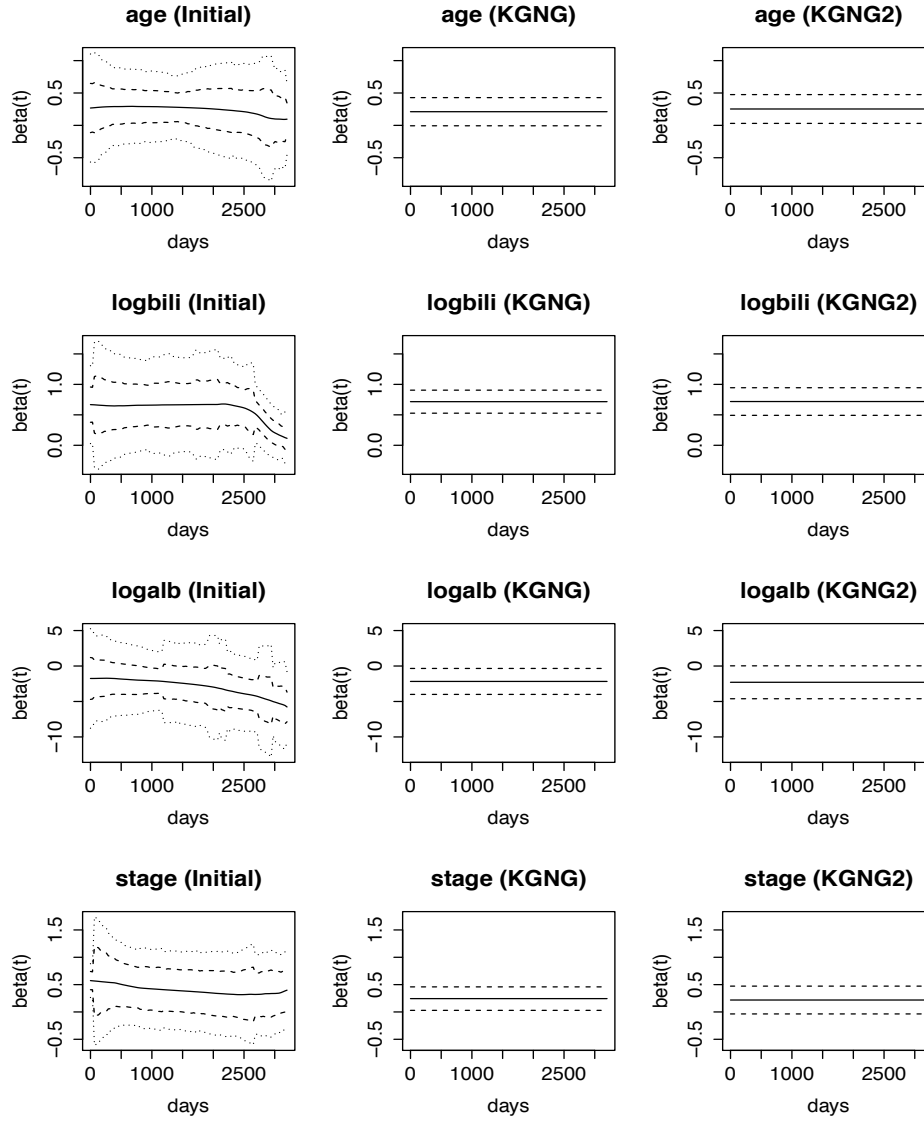 age (Initial)
beta(t)
0.5
−0.5
0 1000 2500
days
age (KGNG)
beta(t)
0.5
−0.5
0 1000 2500
days
age (KGNG2)
beta(t)
0.5
−0.5
0 1000 2500
days
logbili (Initial)
beta(t)
1.0
0.0
0 1000 2500
days
logbili (KGNG)
beta(t)
1.0
0.0
0 1000 2500
days
logbili (KGNG2)
beta(t)
1.0
0.0
0 1000 2500
days
logalb (Initial)
beta(t)
5
0
−10
0 1000 2500
days
logalb (KGNG)
beta(t)
5
0
−10
0 1000 2500
days
logalb (KGNG2)
beta(t)
5
0
−10
0 1000 2500
days
stage (Initial)
beta(t)
1.5
0.5
−0.5
0 1000 2500
days
stage (KGNG)
beta(t)
1.5
0.5
−0.5
0 1000 2500
days
stage (KGNG2)
beta(t)
1.5
0.5
−0.5
0 1000 2500
days